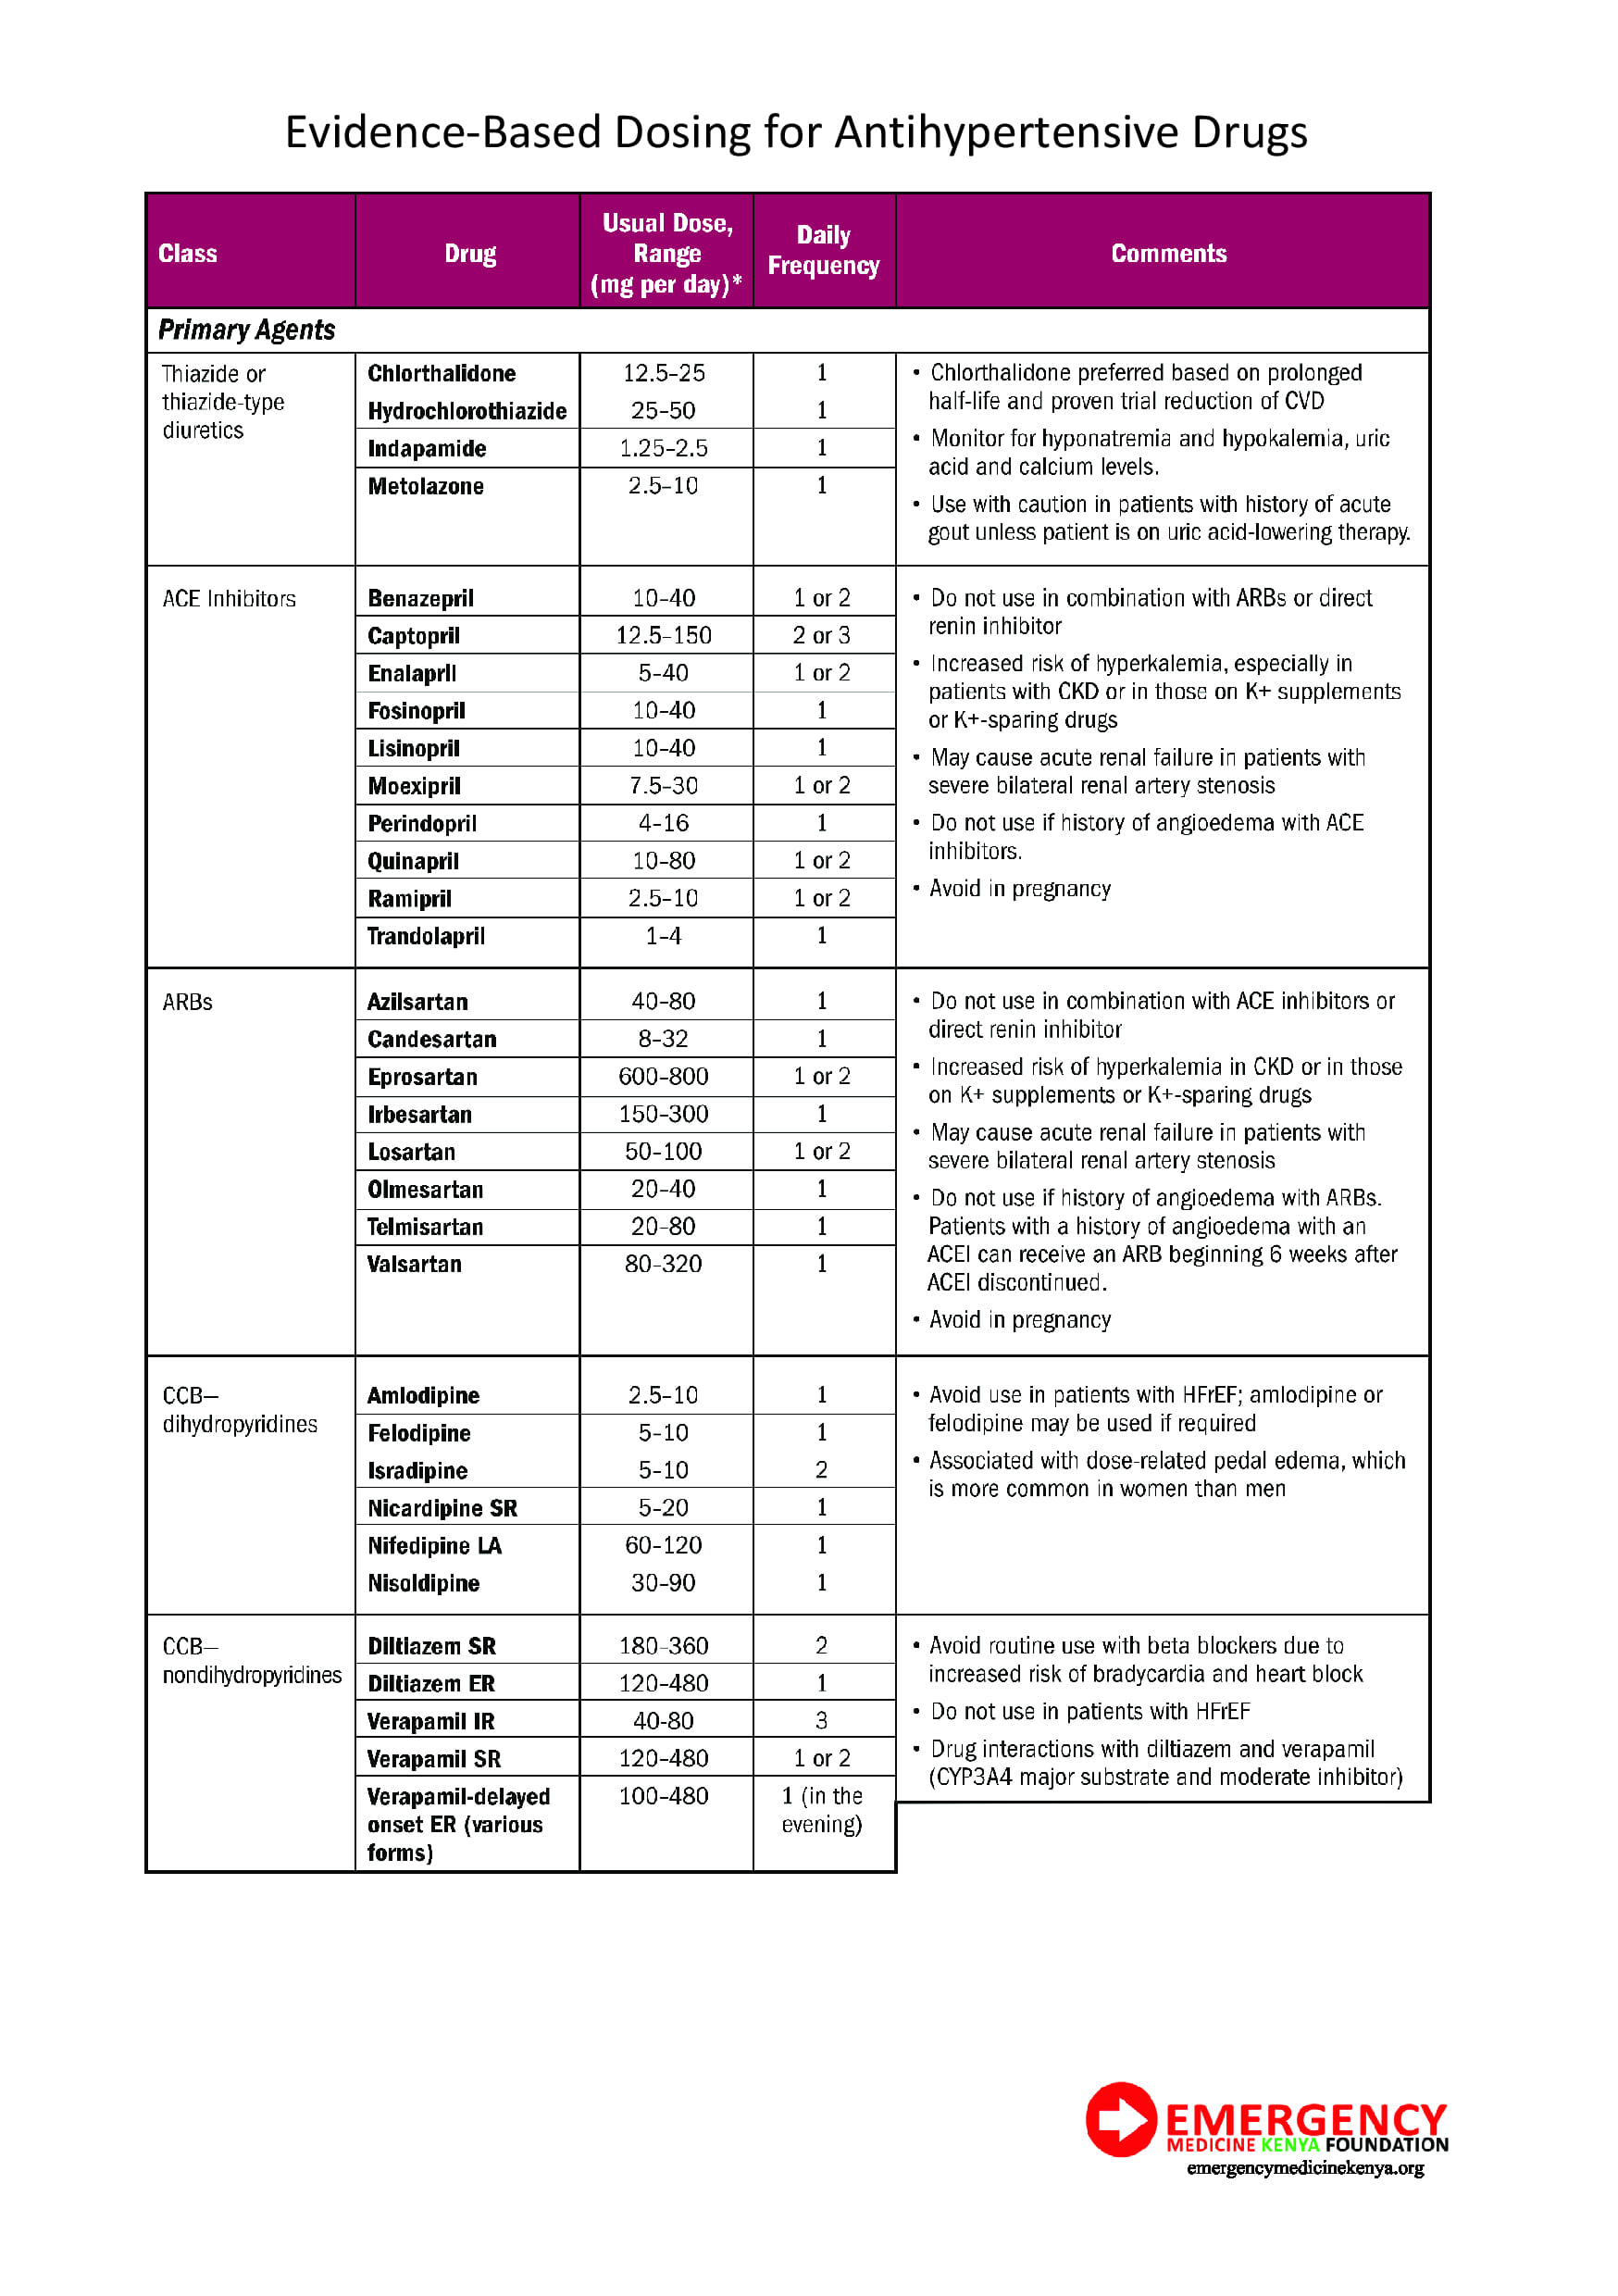 Evidence-Based Dosing for Antihypertensive Drugs
Class Drug Usual Dose, Range (mg per day)* Daily Frequency Comments
Primary Agents
Thiazide or
thiazide-type
diuretics
Chlorthalidone 12.5–25 1
Hydrochlorothiazide 25–50 1
Indapamide 1.25–2.5 1
Metolazone 2.5–10 1
• Chlorthalidone preferred based on prolonged
half-life and proven trial reduction of CVD
• Monitor for hyponatremia and hypokalemia, uric
acid and calcium levels.
• Use with caution in patients with history of acute
gout unless patient is on uric acid-lowering therapy.
ACE Inhibitors
Benazepril 10–40 1 or 2
Captopril 12.5–150 2 or 3
Enalapril 5–40 1 or 2
Fosinopril 10–40 1
Lisinopril 10–40 1
Moexipril 7.5–30 1 or 2
Perindopril 4–16 1
Quinapril 10–80 1 or 2
Ramipril 2.5–10 1 or 2
Trandolapril 1–4 1
• Do not use in combination with ARBs or direct
renin inhibitor
• Increased risk of hyperkalemia, especially in
patients with CKD or in those on K+ supplements
or K+-sparing drugs
• May cause acute renal failure in patients with
severe bilateral renal artery stenosis
• Do not use if history of angioedema with ACE
inhibitors.
• Avoid in pregnancy
ARBs
Azilsartan 40–80 1
Candesartan 8–32 1
Eprosartan 600–800 1 or 2
Irbesartan 150–300 1
Losartan 50–100 1 or 2
Olmesartan 20–40 1
Telmisartan 20–80 1
Valsartan 80–320 1
• Do not use in combination with ACE inhibitors or
direct renin inhibitor
• Increased risk of hyperkalemia in CKD or in those
on K+ supplements or K+-sparing drugs
• May cause acute renal failure in patients with
severe bilateral renal artery stenosis
• Do not use if history of angioedema with ARBs.
Patients with a history of angioedema with an
ACEI can receive an ARB beginning 6 weeks after
ACEI discontinued.
• Avoid in pregnancy
CCB—
dihydropyridines
Amlodipine 2.5–10 1
Felodipine 5–10 1
Isradipine 5–10 2
Nicardipine SR 5–20 1
Nifedipine LA 60–120 1
Nisoldipine 30–90 1
• Avoid use in patients with HFrEF; amlodipine or
felodipine may be used if required
• Associated with dose-related pedal edema, which
is more common in women than men
CCB—
nondihydropyridines
Diltiazem SR 180–360 2
Diltiazem ER 120–480 1
Verapamil IR 40-80 3
Verapamil SR 120–480 1 or 2
Verapamil-delayed 100–480 1 (in the
onset ER (various evening)
forms)
• Avoid routine use with beta blockers due to
increased risk of bradycardia and heart block
• Do not use in patients with HFrEF
• Drug interactions with diltiazem and verapamil
(CYP3A4 major substrate and moderate inhibitor)
EMERGENCY
MEDICINE KENYA FOUNDATION
emergencymedicinekenya.org